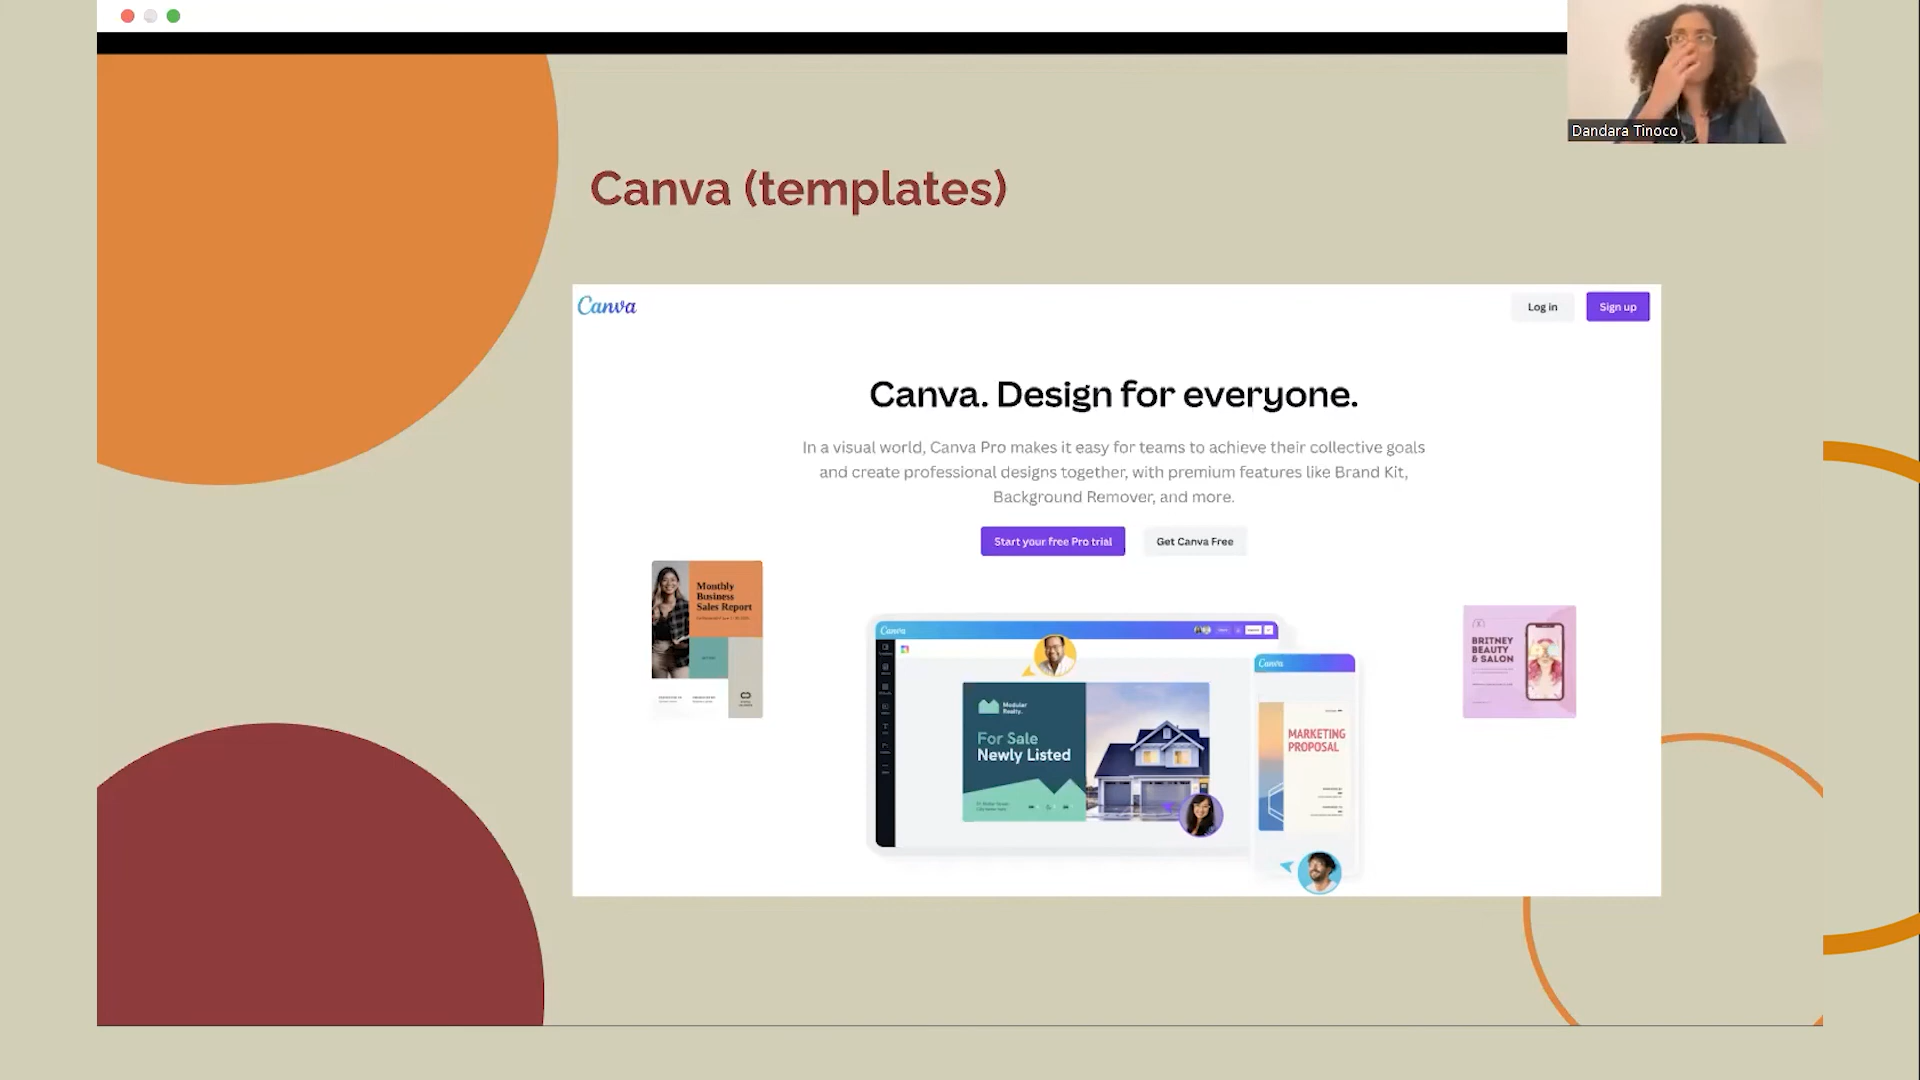 Dandara Tinoco
Canva (templates)
Canva
Log in
Sign up
Canva. Design for everyone.
In a visual world, Canva Pro makes it easy for teams to achieve their collective goals
and create professional designs together, with premium features like Brand Kit,
Background Remover, and more.
Start your free Pro trial
Get Canva Free
Monthly
Business
Sales Report
Canva
Modular
Realty.
For Sale
Newly Listed
Canva
MARKETING
PROPOSAL
BRITNEY
BEAUTY
& SALON